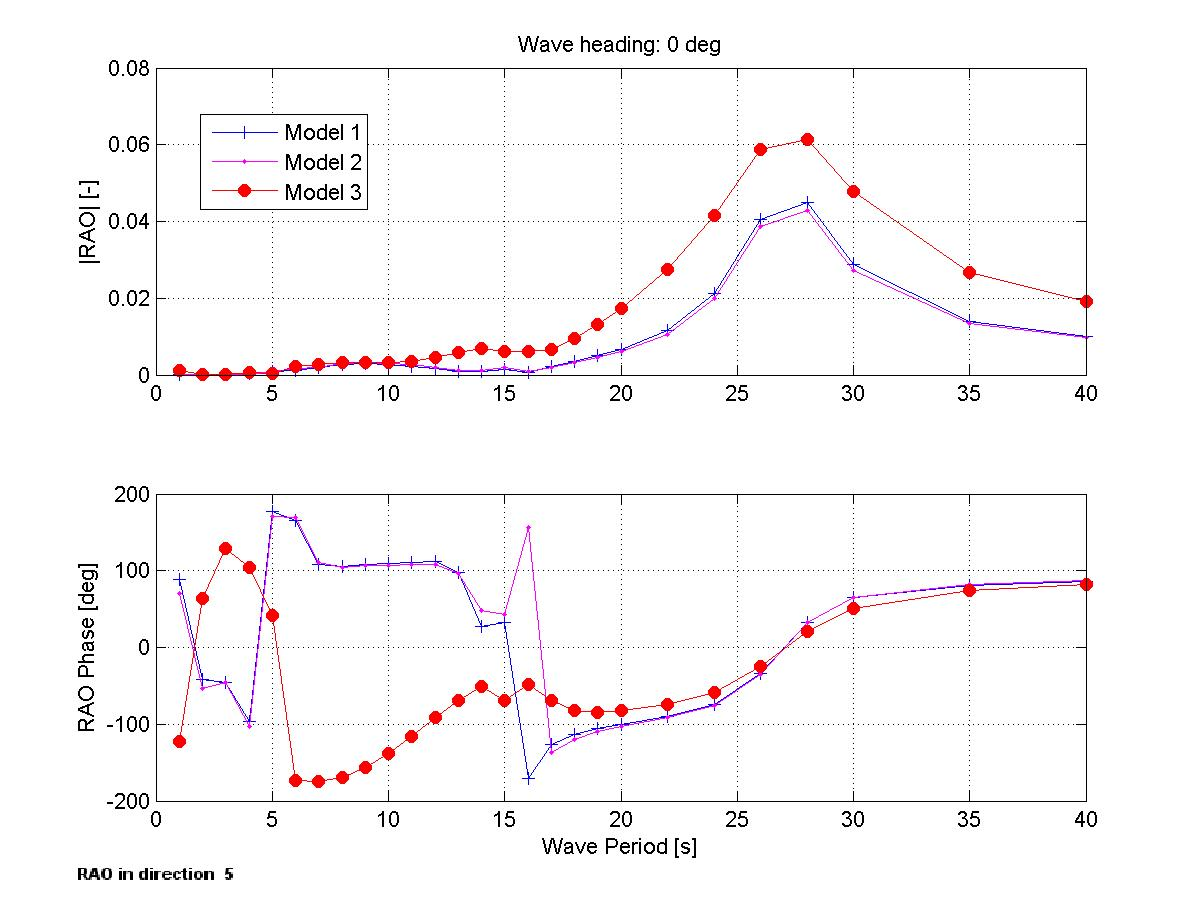 Wave heading: 0 deg
|RAO| [-]
0.08
0.06
0.04
0.02
0
Model 1
Model 2
Model 3
0 5 10 15 20 25 30 35 40
RAO Phase [deg]
200
100
0
-100
-200
0 5 10 15 20 25 30 35 40
Wave Period [s]
RAO in direction 5